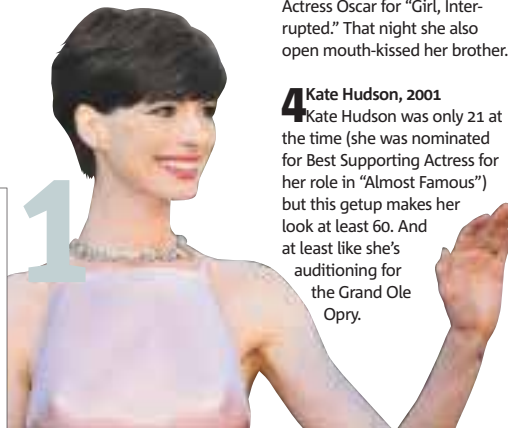 Actress Oscar for “Girl, Inter-
rupted.” That night she also
open mouth-kissed her brother.
4 Kate Hudson, 2001
Kate Hudson was only 21 at
the time (she was nominated
for Best Supporting Actress for
her role in “Almost Famous”)
but this getup makes her
look at least 60. And
at least like she’s
auditioning for
the Grand Ole
Opry.
1